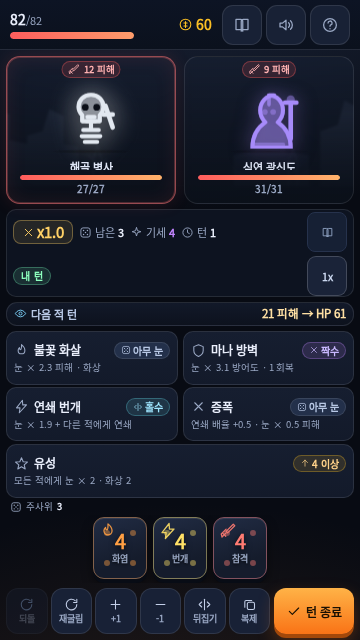 82/82
60
12 피해
9 피해
해골 병사
심연 광신도
27/27
31/31
x1.0
남은 3
기세 4
턴 1
내 턴
1x
다음 적 턴
21 피해 → HP 61
불꽃 화살
아무 눈
눈 × 2.3 피해 · 화상
마나 방벽
짝수
눈 × 3.1 방어도 · 1회복
연쇄 번개
홀수
눈 × 1.9 + 다른 적에게 연쇄
증폭
아무 눈
연쇄 배율 +0.5 · 눈 × 0.5 피해
유성
4 이상
모든 적에게 눈 × 2 · 화상 2
주사위 3
4
화염
4
번개
4
참격
되돌
재굴림
+1
-1
뒤집기
복제
턴 종료